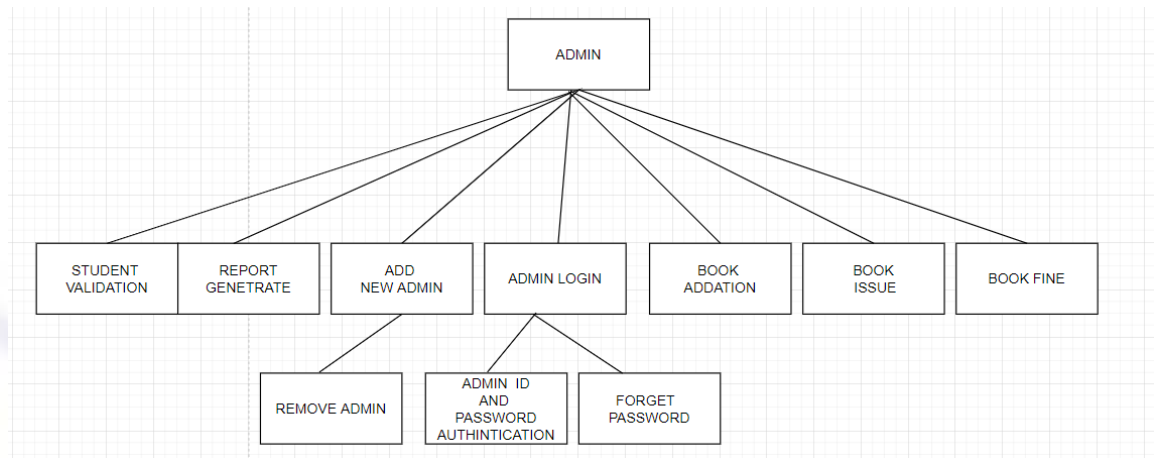 ADMIN
STUDENT
VALIDATION
REPORT
GENETRATE
ADD
NEW ADMIN
ADMIN LOGIN
BOOK
ADDATION
BOOK
ISSUE
BOOK FINE
REMOVE ADMIN
ADMIN ID
AND
PASSWORD
AUTHINTICATION
FORGET
PASSWORD